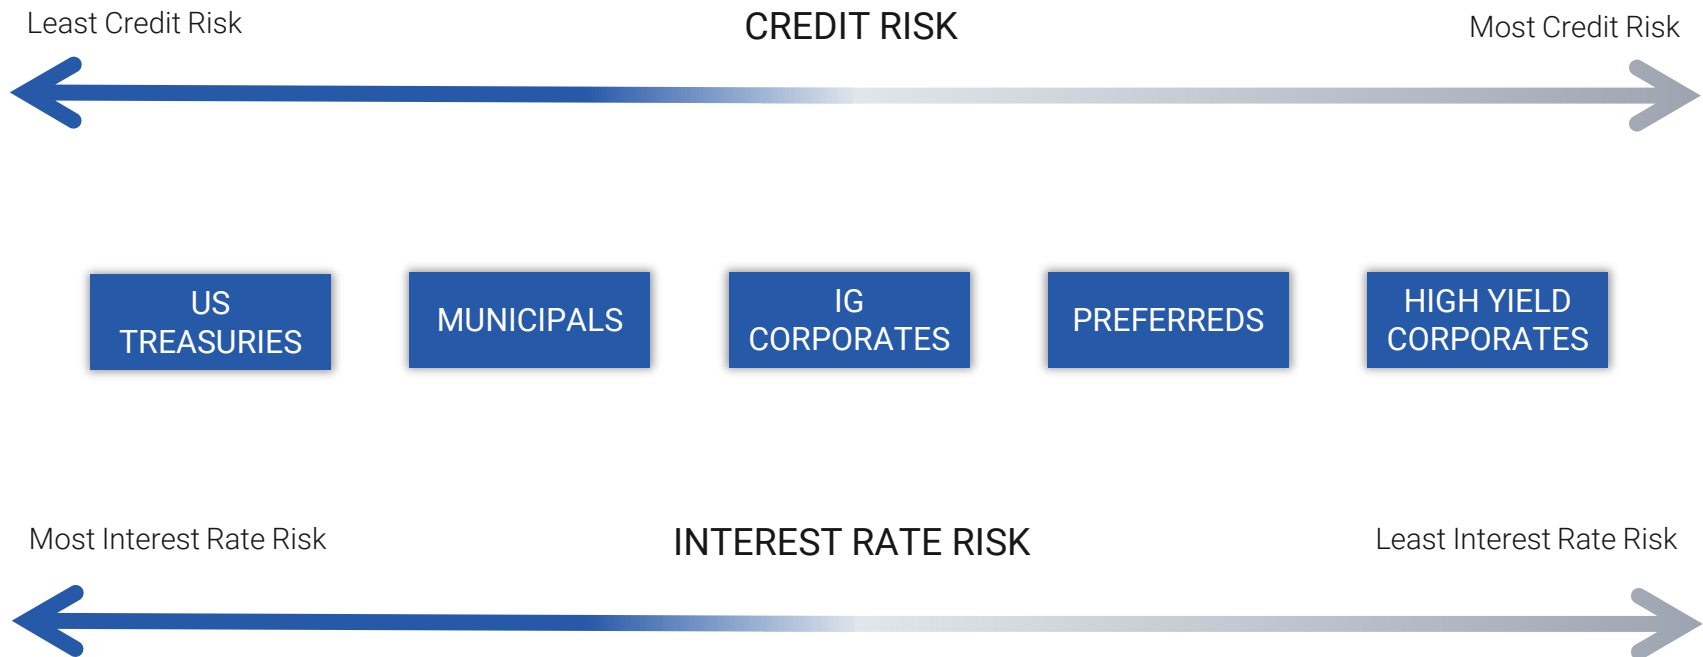 Least Credit Risk
CREDIT RISK
Most Credit Risk
US
TREASURIES
MUNICIPALS
IG
CORPORATES
PREFERREDS
HIGH YIELD
CORPORATES
Most Interest Rate Risk
INTEREST RATE RISK
Least Interest Rate Risk